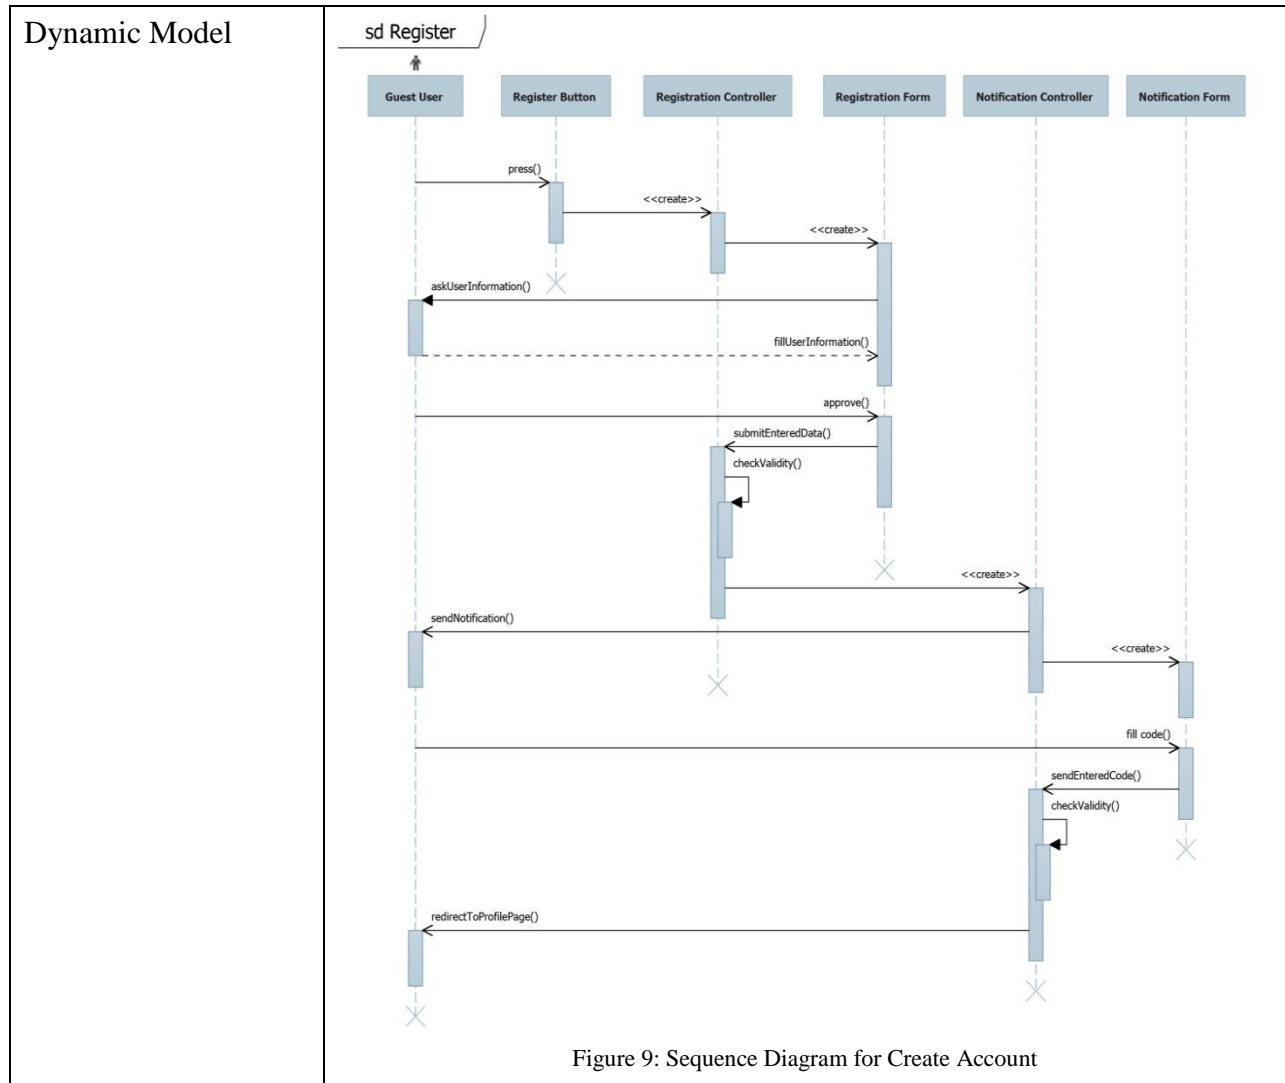 Dynamic Model
sd Register
Guest User
Register Button
Registration Controller
Registration Form
Notification Controller
Notification Form
press()
<<create>>
<<create>>
askUserInformation()
fillUserInformation()
approve()
submitEnteredData()
checkValidity()
<<create>>
sendNotification()
<<create>>
fill code()
sendEnteredCode()
checkValidity()
redirectToProfilePage()
Figure 9: Sequence Diagram for Create Account